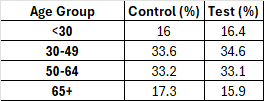 Age Group Control (%) Test (%)
<30 16 16.4
30-49 33.6 34.6
50-64 33.2 33.1
65+ 17.3 15.9